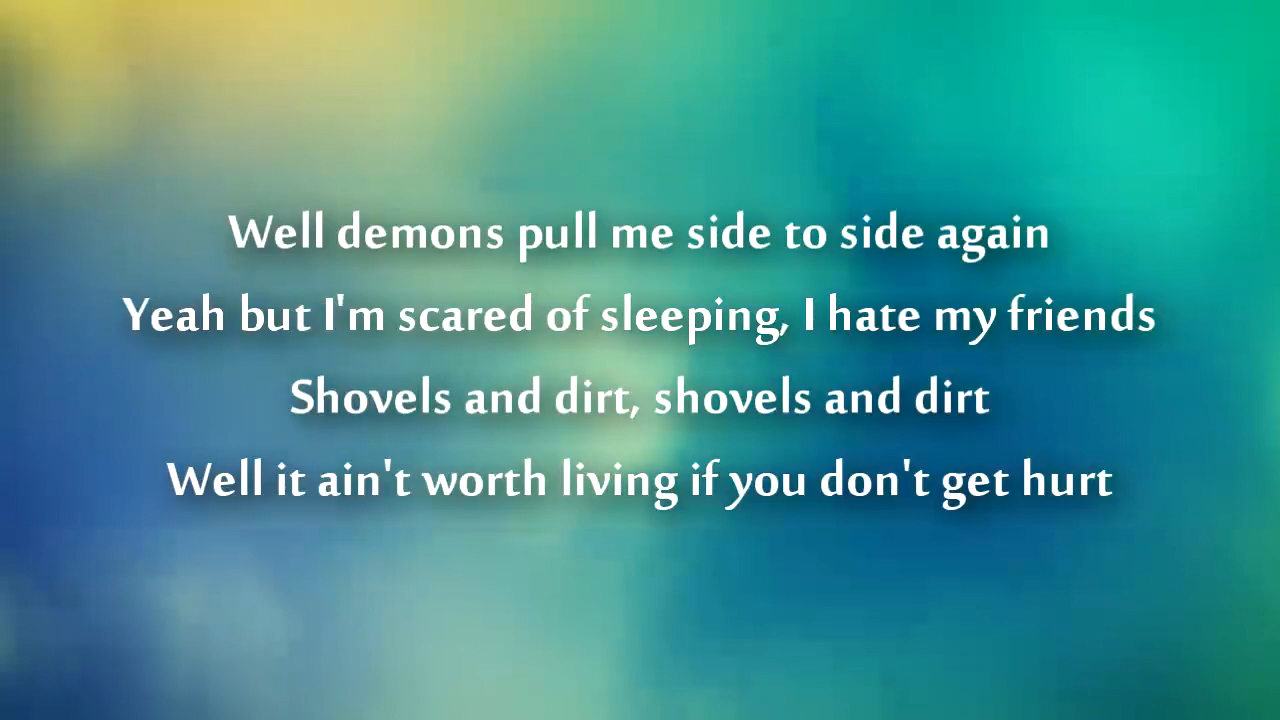 Well demons pull me side to side again
Yeah but I'm scared of sleeping, I hate my friends
Shovels and dirt, shovels and dirt
Well it ain't worth living if you don't get hurt